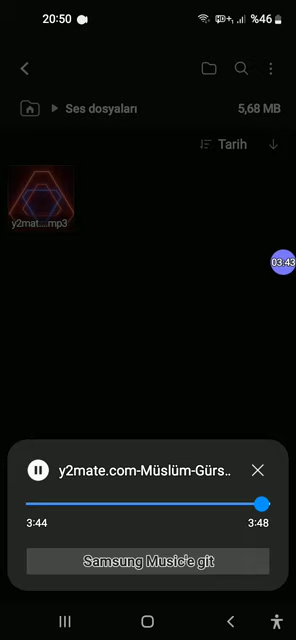 20:50 %46
Ses dosyaları 5,68 MB
Tarih
y2mat....mp3
03:43
y2mate.com-Müslüm-Gürs..
3:44 3:48
Samsung Music'e git